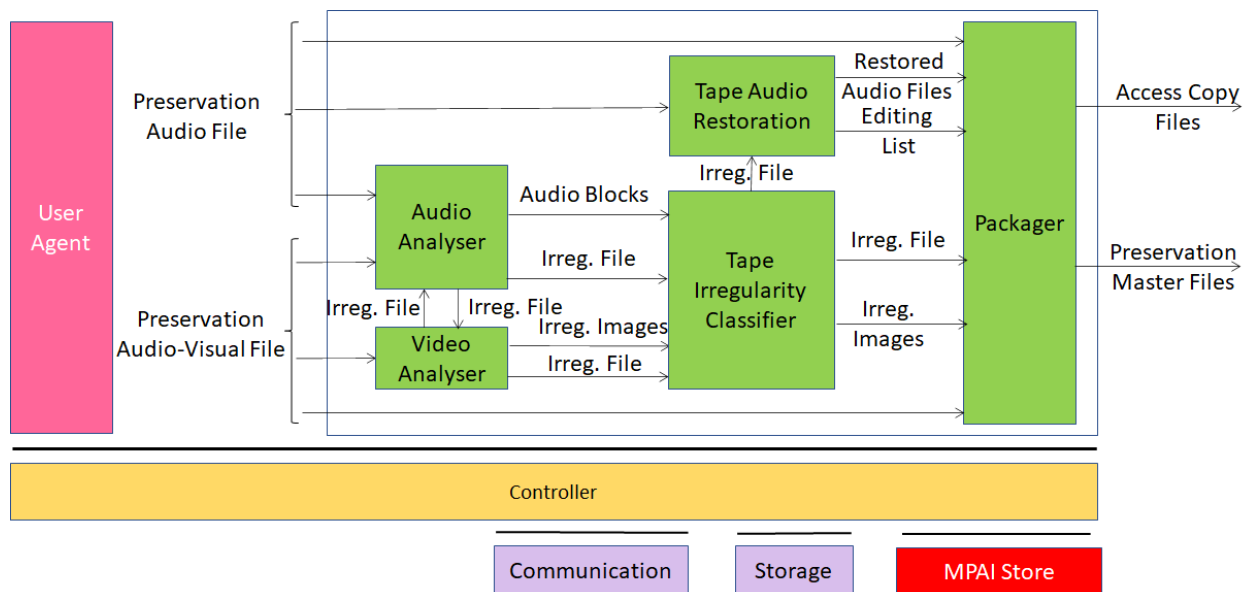 Preservation
Audio File
User
Agent
Preservation
Audio-Visual File
Audio
Analyser
Audio Blocks
Irreg. File
Irreg. File
Irreg. File
Video
Analyser
Irreg. Images
Irreg. File
Tape Audio
Restoration
Irreg. File
Tape
Irregularity
Classifier
Restored
Audio Files
Editing
List
Irreg. File
Irreg.
Images
Packager
Access Copy
Files
Preservation
Master Files
Controller
Communication
Storage
MPAI Store